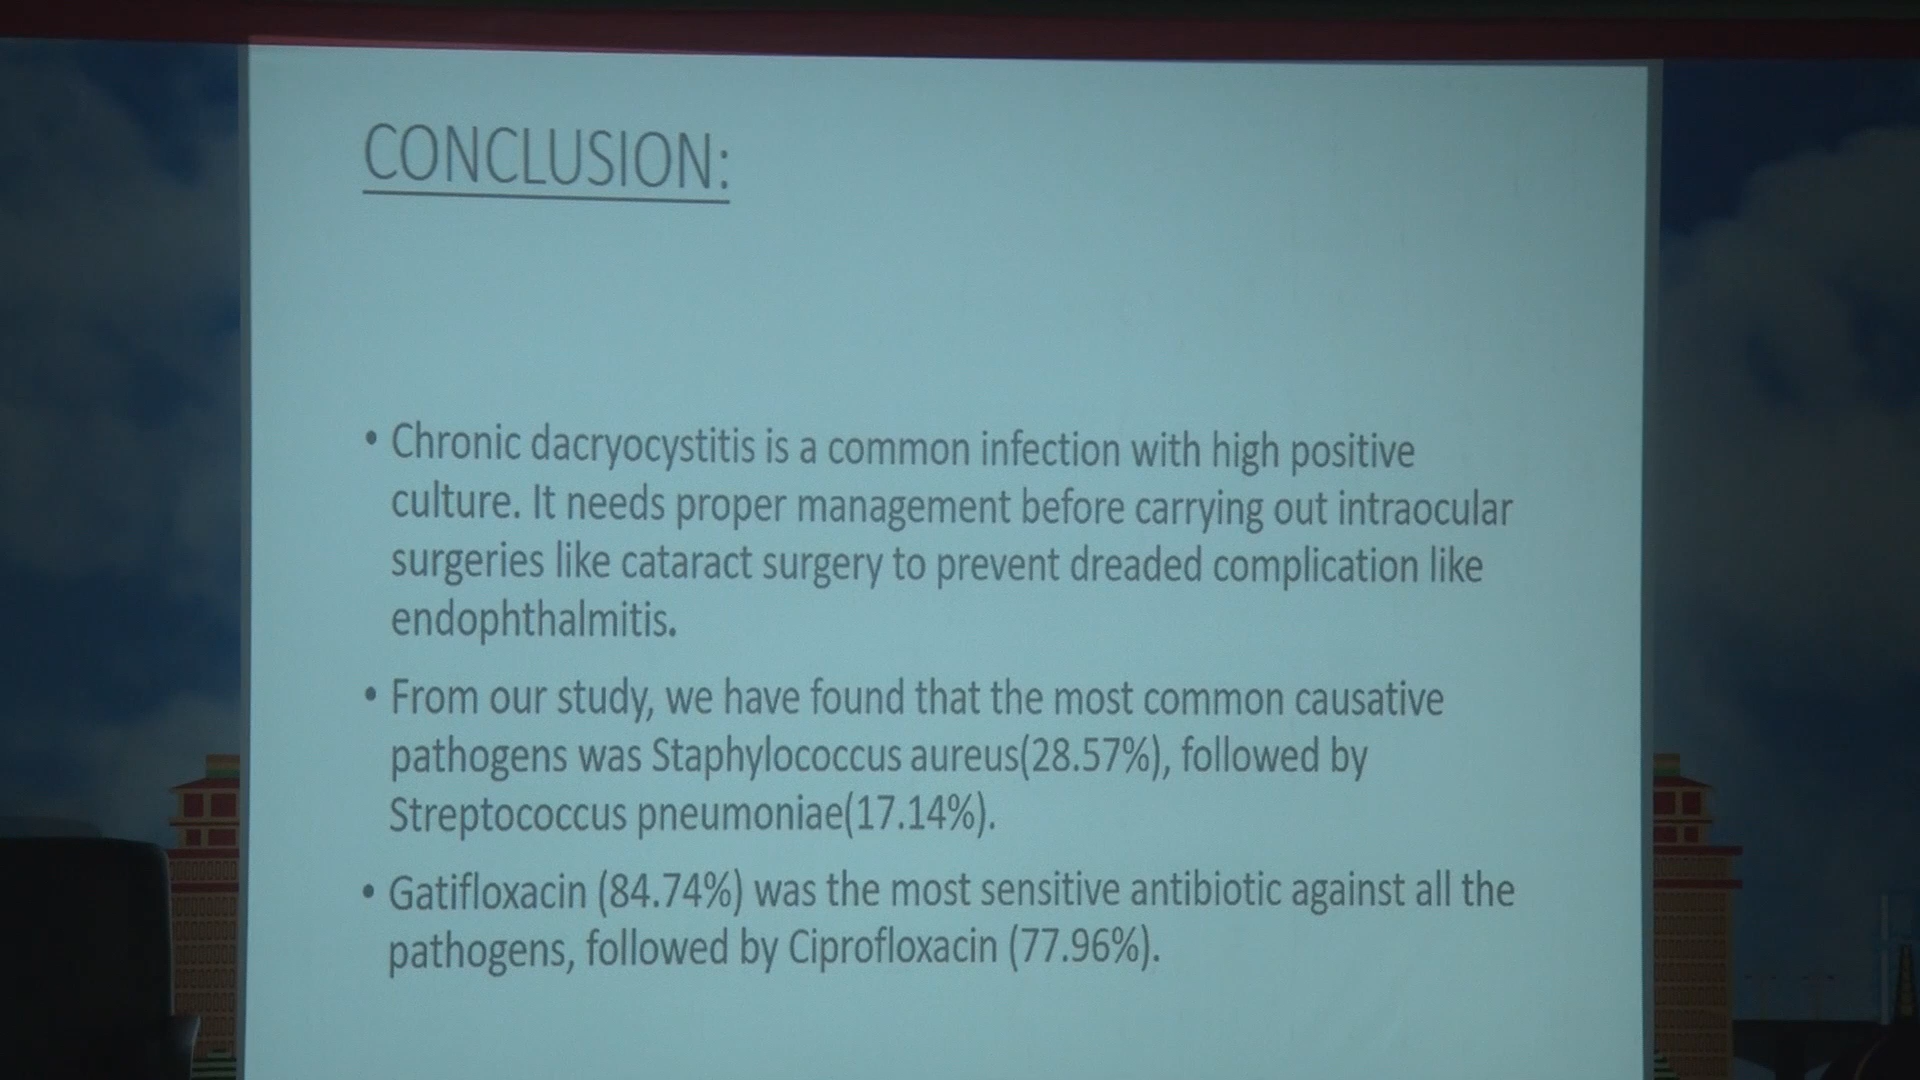 CONCLUSION:
• Chronic dacryocystitis is a common infection with high positive
culture. It needs proper management before carrying out intraocular
surgeries like cataract surgery to prevent dreaded complication like
endophthalmitis.
• From our study, we have found that the most common causative
pathogens was Staphylococcus aureus(28.57%), followed by
Streptococcus pneumoniae(17.14%).
• Gatifloxacin (84.74%) was the most sensitive antibiotic against all the
pathogens, followed by Ciprofloxacin (77.96%).